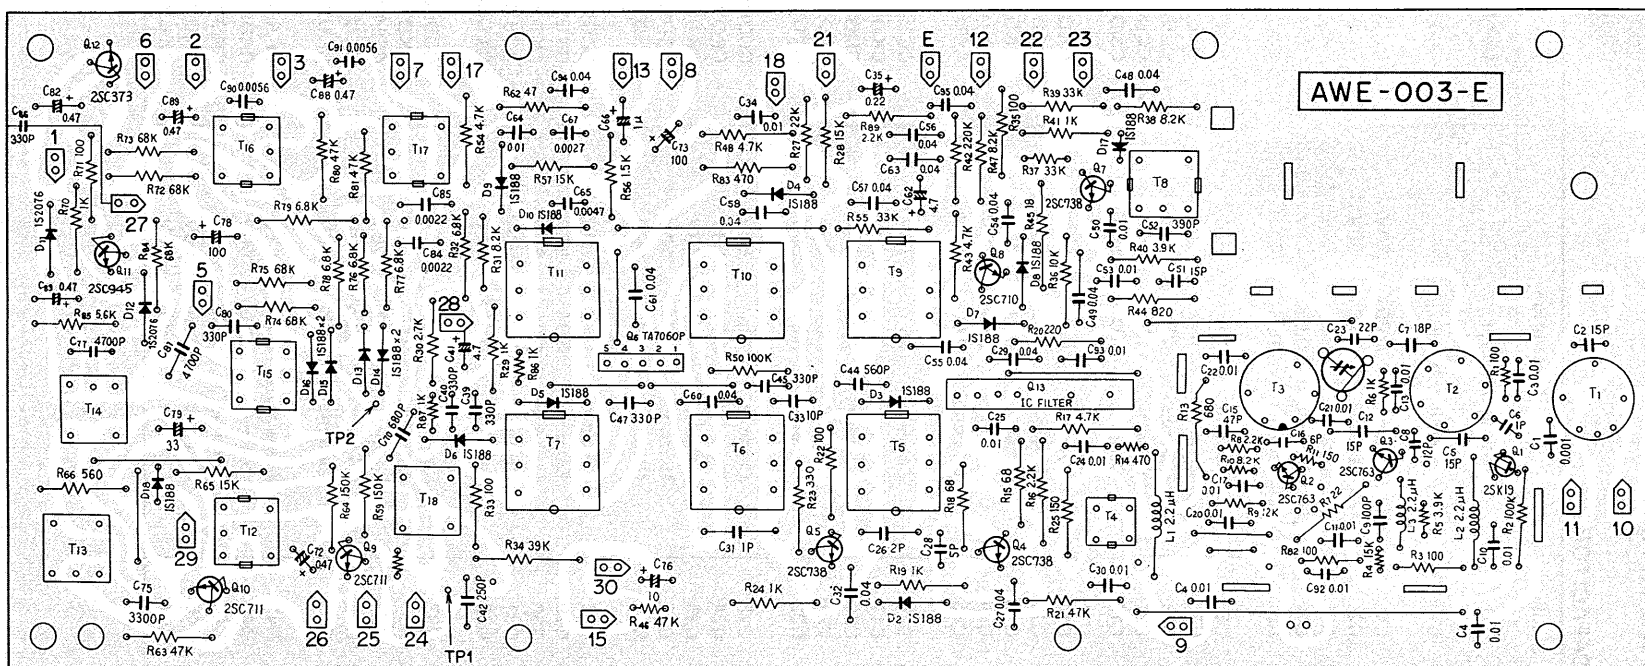 AWE-003-E
Q12
6
2
3
C91 0.0056
7
17
13
8
18
21
E
12
22
23
2SC373
C82 0.47
C89 0.47
C90 0.0056
C88 0.47
R62 47
C94 0.04
C66 1μ
C34 0.01
C35 0.22
C95 0.04
R35 100
R39 33K
C48 0.04
R38 8.2K
330P
1
R71 100
R73 68K
R72 68K
T16
R80 47K
R81 47K
T17
R54 4.7K
C64 0.01
C67 0.0027
C73 100
R48 4.7K
R27 22K
R28 15K
R89 2.2K
C56 0.04
C63 0.04
R42 220K
R47 8.2K
R41 1K
R37 33K
D17 1S188
Q7
2SC738
T8
D9 1S188
R57 15K
C65 0.0047
R56 1.5K
R83 470
D4 1S188
C57 0.04
C62 4.7
D1 1S2076
R70 1K
27
C78 100
R79 6.8K
C85 0.0022
R32 6.8K
R31 8.2K
D10 1S188
C58 0.04
R55 33K
R43 4.7K
C54 0.04
R45 18
C50 0.01
C52 390P
Q11
2SC945
R84 68K
R75 68K
R78 6.8K
R76 6.8K
R77 6.8K
C84 0.0022
T11
C61 0.04
T10
T9
Q8
2SC710
D8 1S188
R36 10K
R40 3.9K
C53 0.01
C51 15P
C49 0.04
R44 820
C83 0.47
R85 5.6K
D12 1S2076
5
R74 68K
C80 330P
28
Q6 TA7060P
5 4 3 2 1
D7 1S188
R20 220
C77 4700P
C81 4700P
T15
D16
D15
1S188×2
D13
D14
1S188×2
R30 2.7K
C41 4.7
R29 1K
R86 1K
R50 100K
C55 0.04
C29 0.04
C93 0.01
C22 0.01
C23 22P
C7 18P
C2 15P
T14
C79 33
TP2
C70 680P
R87 1K
C40 330P
C39 330P
D5 1S188
C47 330P
C60 0.04
C45 330P
C33 10P
C44 560P
D3 1S188
Q13
IC FILTER
R13 680
T3
R6 1K
C13 0.01
T2
R1 100
C3 0.01
T1
R66 560
D18 1S188
R65 15K
D6 1S188
T7
T6
R22 100
T5
C25 0.01
R17 4.7K
C24 0.01
R14 470
C15 47P
R8 2.2K
R10 8.2K
C21 0.01
C16 6P
R11 150
C12 15P
Q3
2SC763
C8 12P
C5 15P
C6 1P
Q1
2SK19
C1 0.001
T13
29
T12
R64 150K
R59 150K
T18
R33 100
R23 330
R18 68
R15 68
R16 2.2K
R25 150
T4
L1 2.2μH
C17 0.01
Q2
2SC763
R9 12K
R7 22
C20 0.01
C11 0.01
C9 100P
L3 2.2μH
R5 3.9K
L2 2.2μH
R2 100K
11
10
C72 0.47
Q9
2SC711
R34 39K
C31 1P
Q5
2SC738
C26 2P
C28 5P
Q4
2SC738
R82 100
R4 15K
R3 100
C10 0.01
C75 3300P
Q10
2SC711
C42 250P
30
C76 10
R24 1K
C32 0.04
R19 1K
D2 1S188
C27 0.04
C30 0.01
C4 0.01
C92 0.01
R63 47K
26
25
24
TP1
15
R46 47K
R21 47K
9
C4 0.01